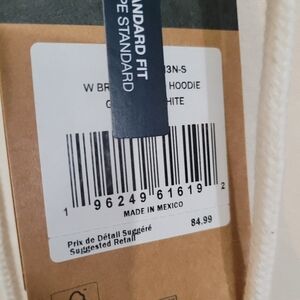 STANDARD FIT
PE STANDARD
3N-S
W BR HOODIE
G HITE
1 96249 61619 2
MADE IN MEXICO
Prix de Détail Suggéré
Suggested Retail 84.99